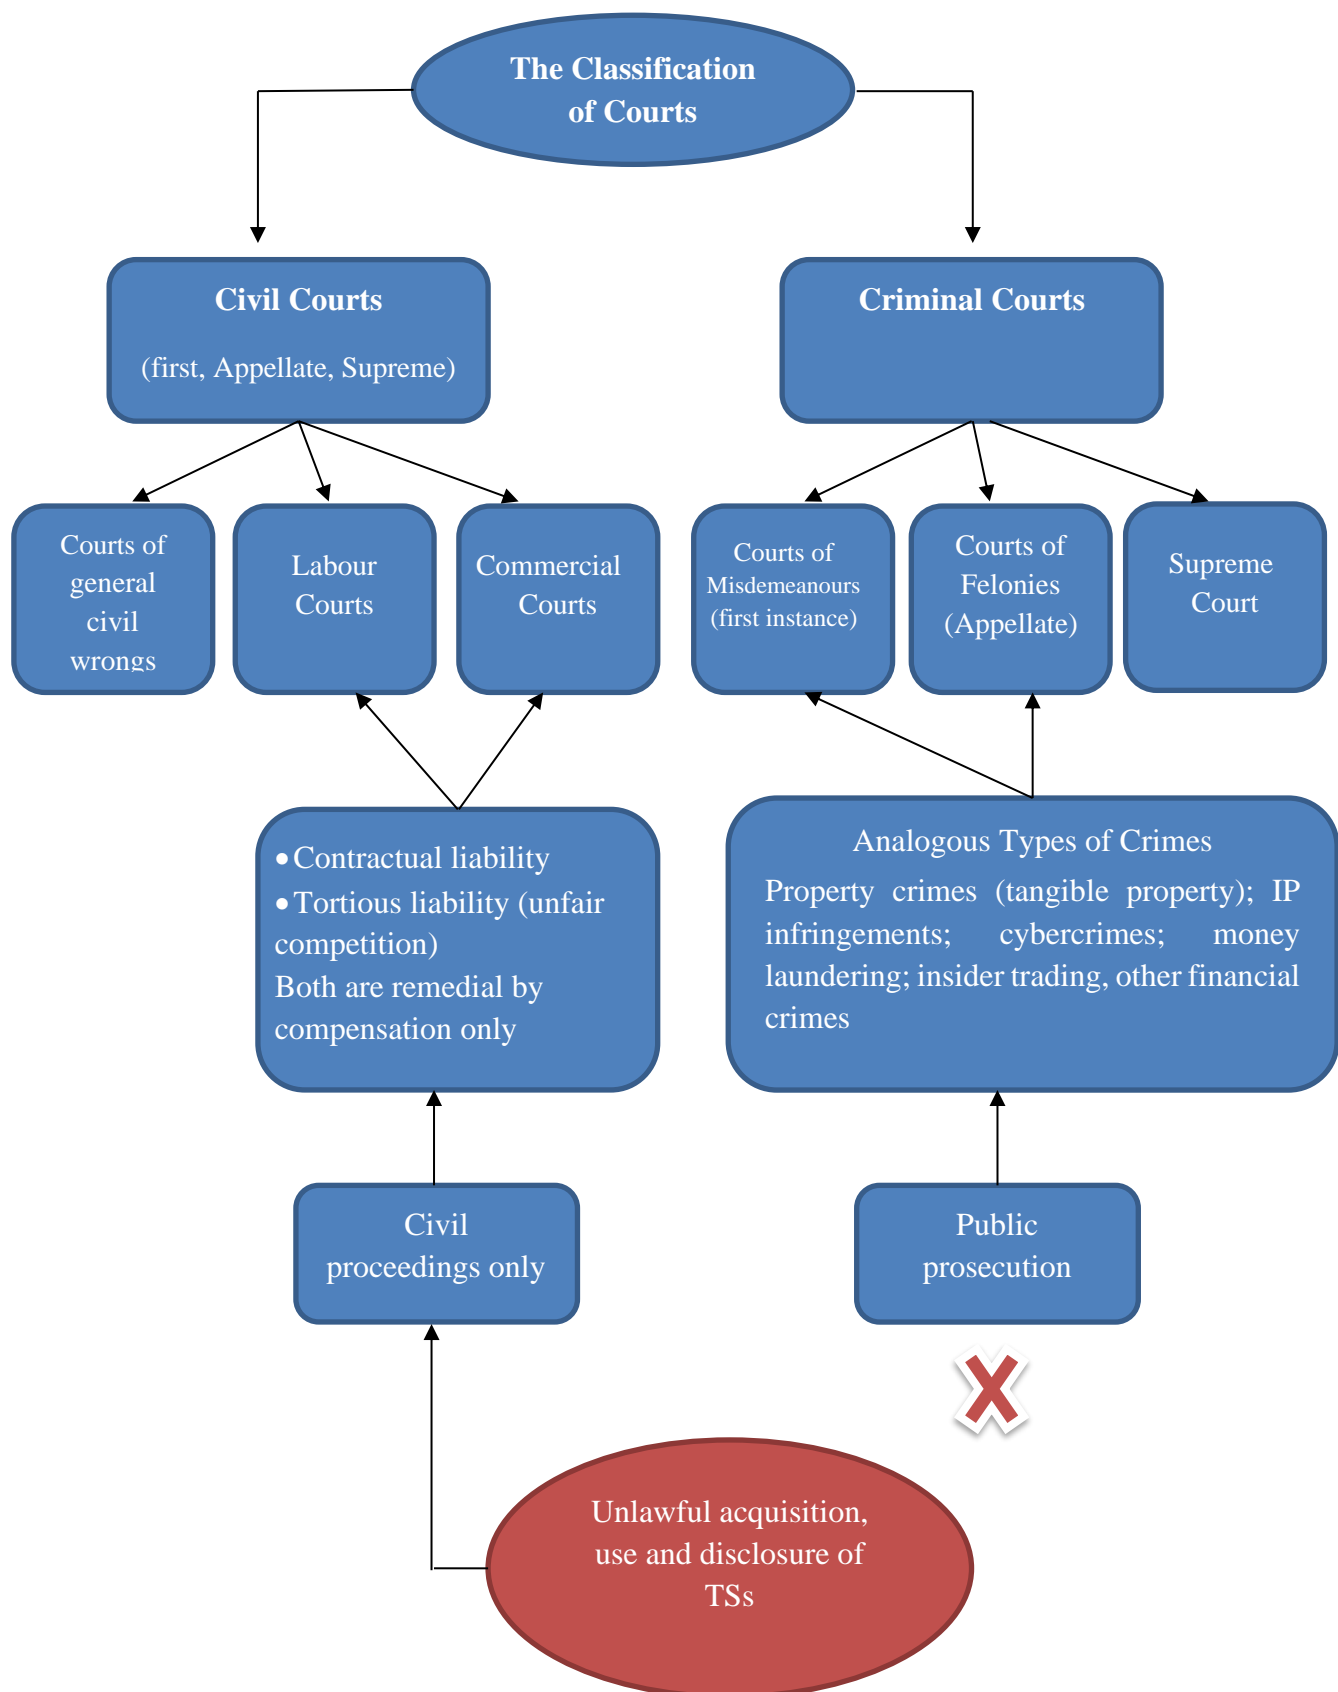 The Classification
of Courts
Civil Courts
(first, Appellate, Supreme)
Criminal Courts
Courts of
general
civil
wrongs
Labour
Courts
Commercial
Courts
Courts of
Misdemeanours
(first instance)
Courts of
Felonies
(Appellate)
Supreme
Court
• Contractual liability
• Tortious liability (unfair
competition)
Both are remedial by
compensation only
Analogous Types of Crimes
Property crimes (tangible property); IP
infringements; cybercrimes; money
laundering; insider trading, other financial
crimes
Civil
proceedings only
Public
prosecution
Unlawful acquisition,
use and disclosure of
TSs